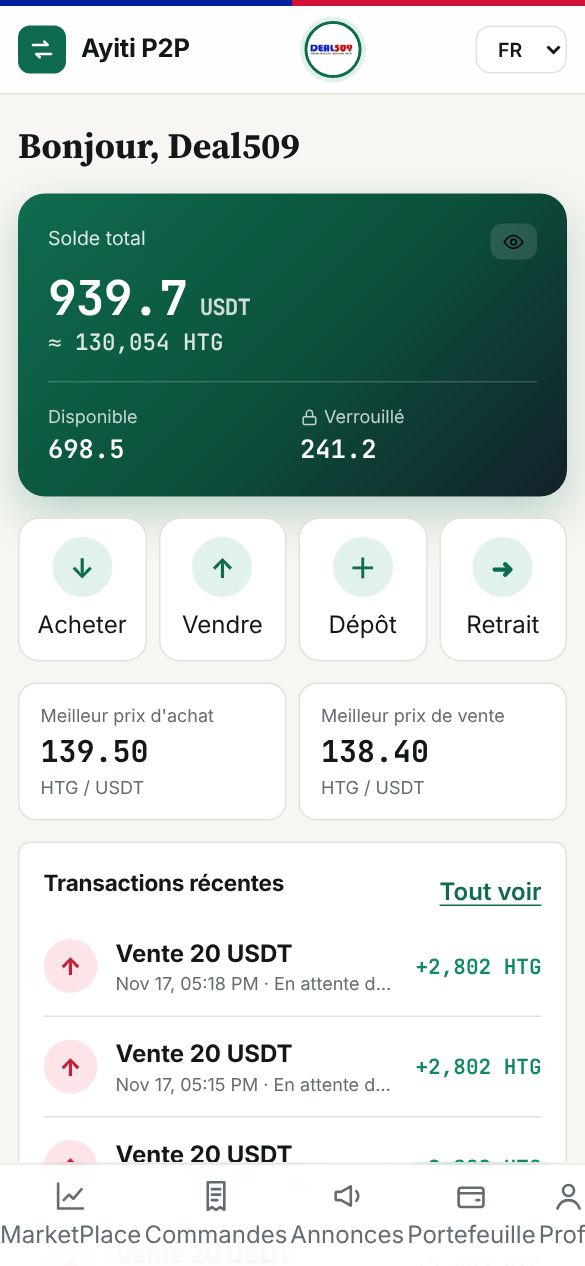 Ayiti P2P
DEAL509
FR
Bonjour, Deal509
Solde total
939.7 USDT
≈ 130,054 HTG
Disponible
Verrouillé
698.5
241.2
Acheter
Vendre
Dépôt
Retrait
Meilleur prix d'achat
139.50
HTG / USDT
Meilleur prix de vente
138.40
HTG / USDT
Transactions récentes
Tout voir
Vente 20 USDT
Nov 17, 05:18 PM · En attente d...
+2,802 HTG
Vente 20 USDT
Nov 17, 05:15 PM · En attente d...
+2,802 HTG
Vente 20 USDT
MarketPlace
Commandes
Annonces
Portefeuille
Prof